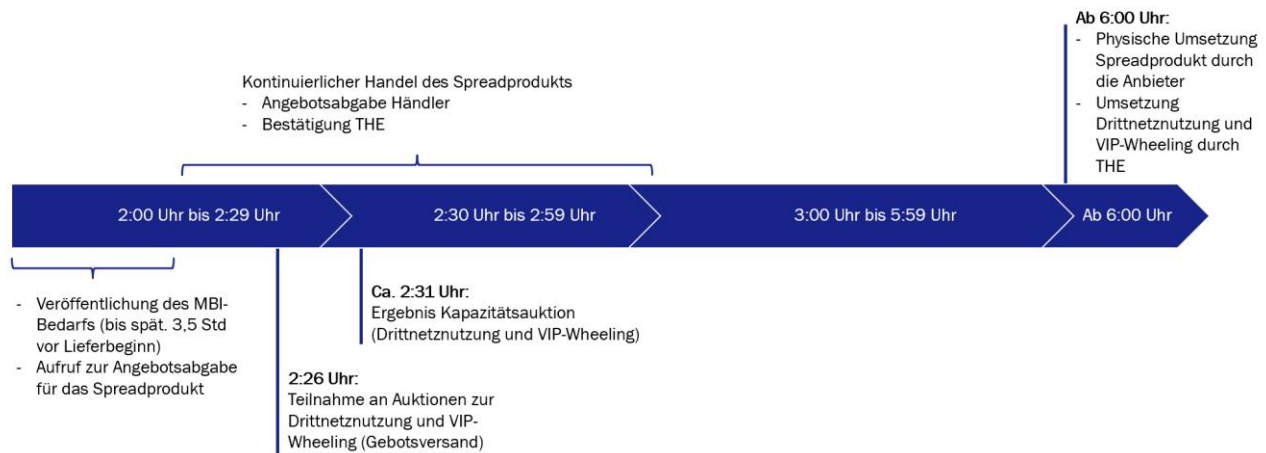 Ab 6:00 Uhr:
- Physische Umsetzung
Spreadprodukt durch
die Anbieter
- Umsetzung
Drittnetznutzung und
VIP-Wheeling durch
THE
Kontinuierlicher Handel des Spreadprodukts
- Angebotsabgabe Händler
- Bestätigung THE
2:00 Uhr bis 2:29 Uhr
2:30 Uhr bis 2:59 Uhr
3:00 Uhr bis 5:59 Uhr
Ab 6:00 Uhr
- Veröffentlichung des MBI-
Bedarfs (bis spät. 3,5 Std
vor Lieferbeginn)
- Aufruf zur Angebotsabgabe
für das Spreadprodukt
Ca. 2:31 Uhr:
Ergebnis Kapazitätsauktion
(Drittnetznutzung und VIP-Wheeling)
2:26 Uhr:
Teilnahme an Auktionen zur
Drittnetznutzung und VIP-
Wheeling (Gebotsversand)